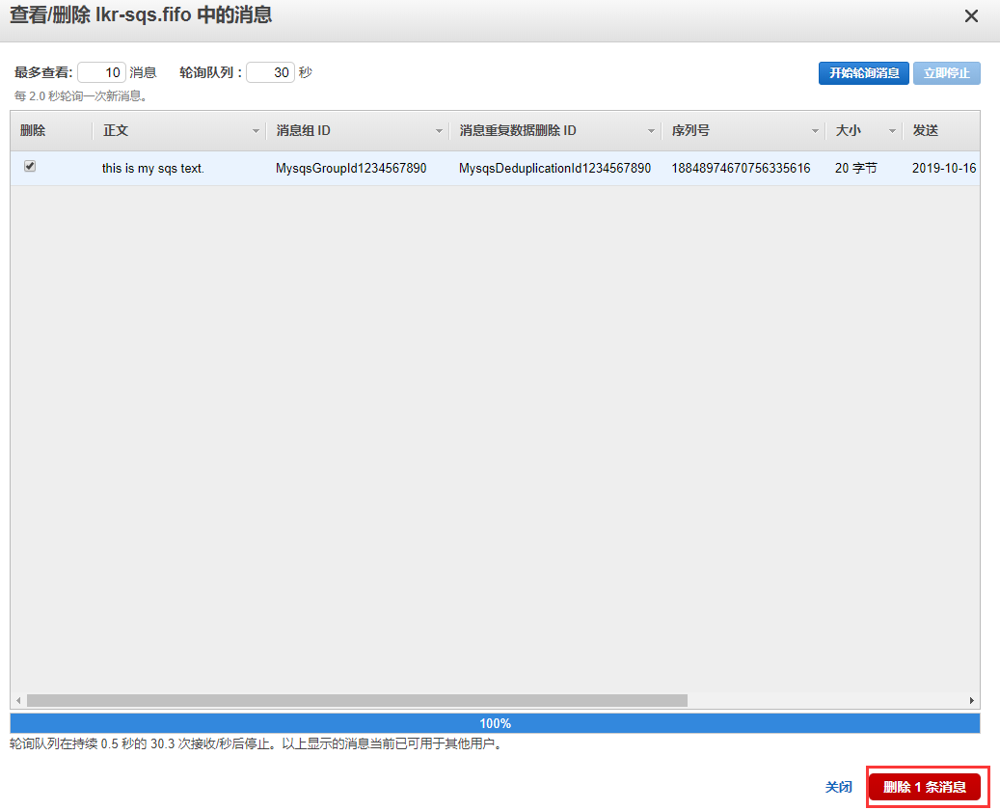 查看/删除 lkr-sqs.fifo 中的消息
最多查看: 10 消息 轮询队列： 30 秒 开始轮询消息 立即停止
每 2.0 秒轮询一次新消息。
删除 正文 消息组 ID 消息重复数据删除 ID 序列号 大小 发送
this is my sqs text. MysqsGroupId1234567890 MysqsDeduplicationId1234567890 18848974670756335616 20 字节 2019-10-16
100%
轮询队列在持续 0.5 秒的 30.3 次接收/秒后停止。以上显示的消息当前已可用于其他用户。
关闭 删除 1 条消息